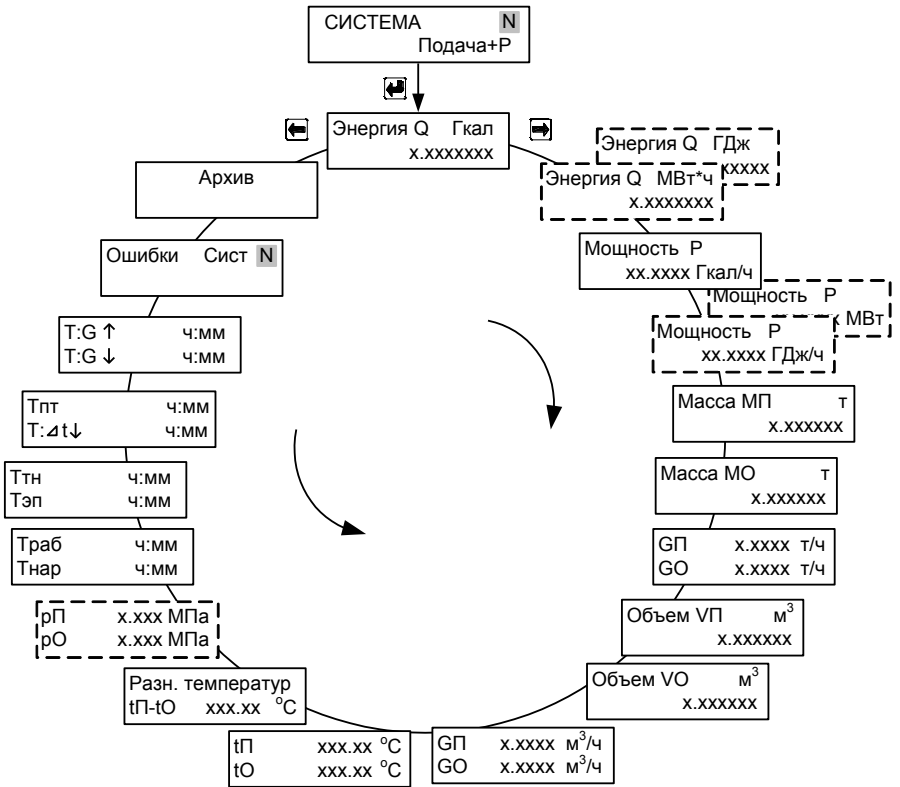 СИСТЕМА N
Подача+Р
Энергия Q Гкал
x.xxxxxxx
Энергия Q ГДж
xxxxx
Энергия Q МВт*ч
x.xxxxxxx
Мощность Р
xx.xxxx Гкал/ч
Мощность Р
x МВт
Мощность Р
xx.xxxx ГДж/ч
Масса МП т
x.xxxxxx
Масса МО т
x.xxxxxx
GП x.xxxx т/ч
GО x.xxxx т/ч
Объем VП м³
x.xxxxxx
Объем VО м³
x.xxxxxx
GП x.xxxx м³/ч
GО x.xxxx м³/ч
tП xxx.xx °C
tО xxx.xx °C
Разн. температур
tП-tО xxx.xx °C
рП x.xxx МПа
рО x.xxx МПа
Траб ч:мм
Тнар ч:мм
Ттн ч:мм
Тэп ч:мм
Тпт ч:мм
Т:⊿t↓ ч:мм
Т:G ↑ ч:мм
Т:G ↓ ч:мм
Ошибки Сист N
Архив